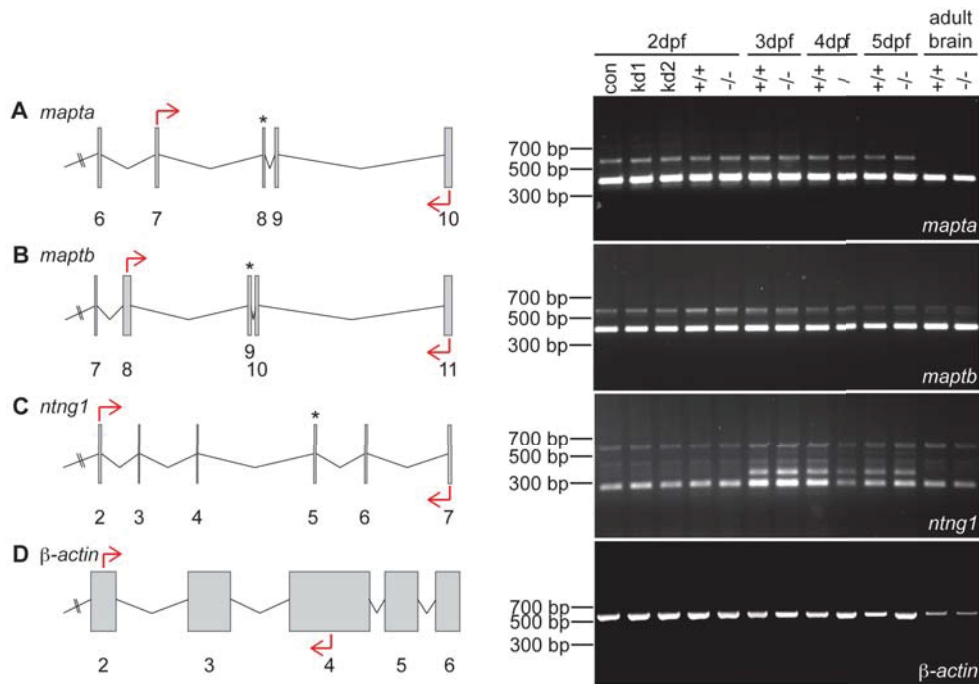 adult
2dpf 3dpf 4dpf 5dpf brain
con kd1 kd2 +/+ -/- +/+ -/- +/+ / +/+ -/- +/+ -/-
A mapta
*
6 7 8 9 10
700 bp
500 bp
300 bp
mapta
B maptb
*
7 8 9 10 11
700 bp
500 bp
300 bp
maptb
C ntng1
*
2 3 4 5 6 7
700 bp
500 bp
300 bp
ntng1
D β-actin
2 3 4 5 6
700 bp
500 bp
300 bp
β-actin